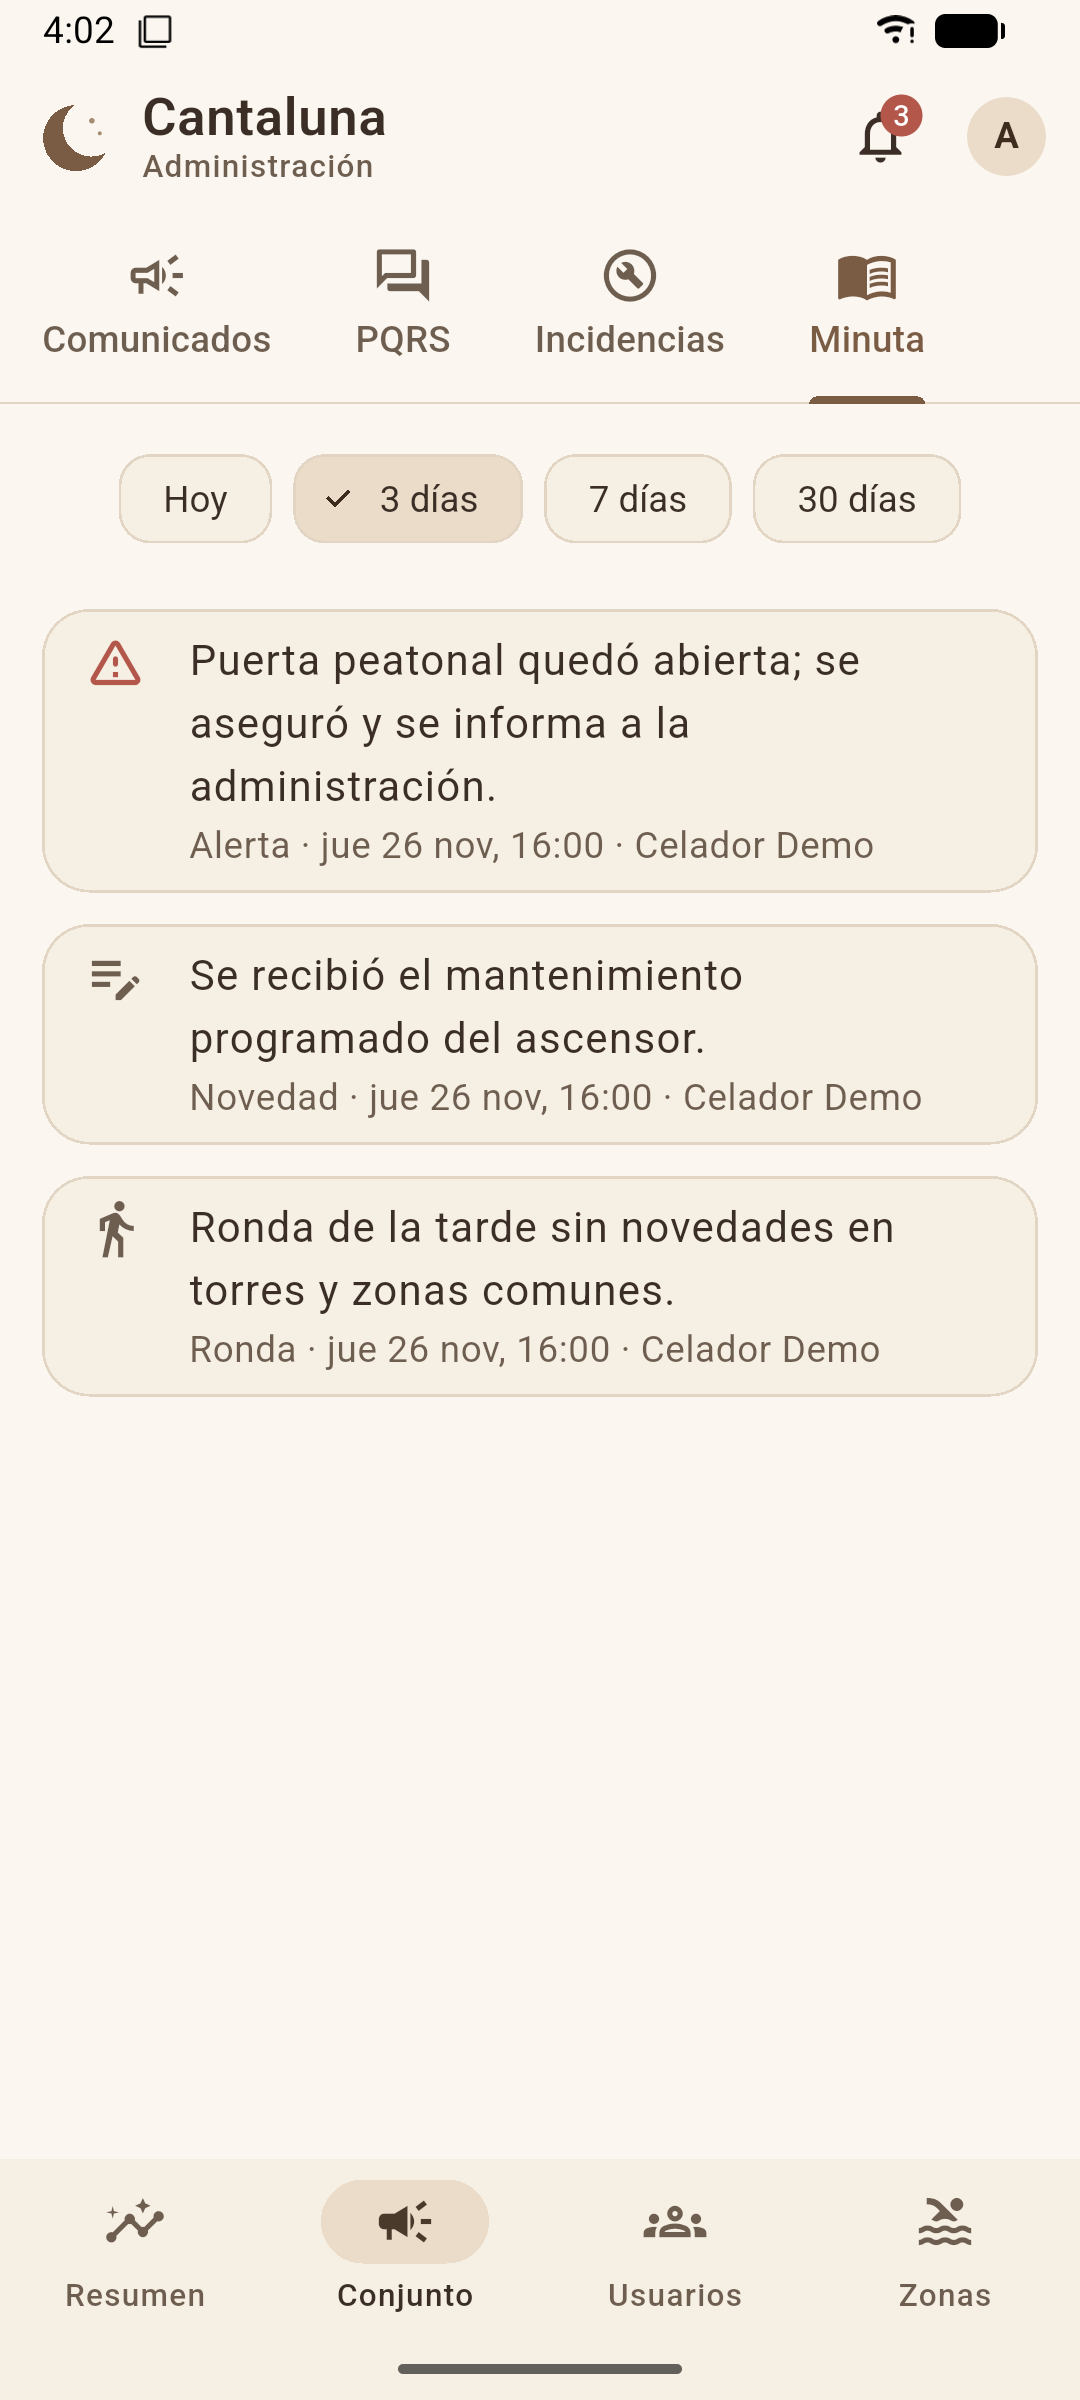 4:02
Cantaluna
Administración
3
A
Comunicados
PQRS
Incidencias
Minuta
Hoy
3 días
7 días
30 días
Puerta peatonal quedó abierta; se
aseguró y se informa a la
administración.
Alerta · jue 26 nov, 16:00 · Celador Demo
Se recibió el mantenimiento
programado del ascensor.
Novedad · jue 26 nov, 16:00 · Celador Demo
Ronda de la tarde sin novedades en
torres y zonas comunes.
Ronda · jue 26 nov, 16:00 · Celador Demo
Resumen
Conjunto
Usuarios
Zonas